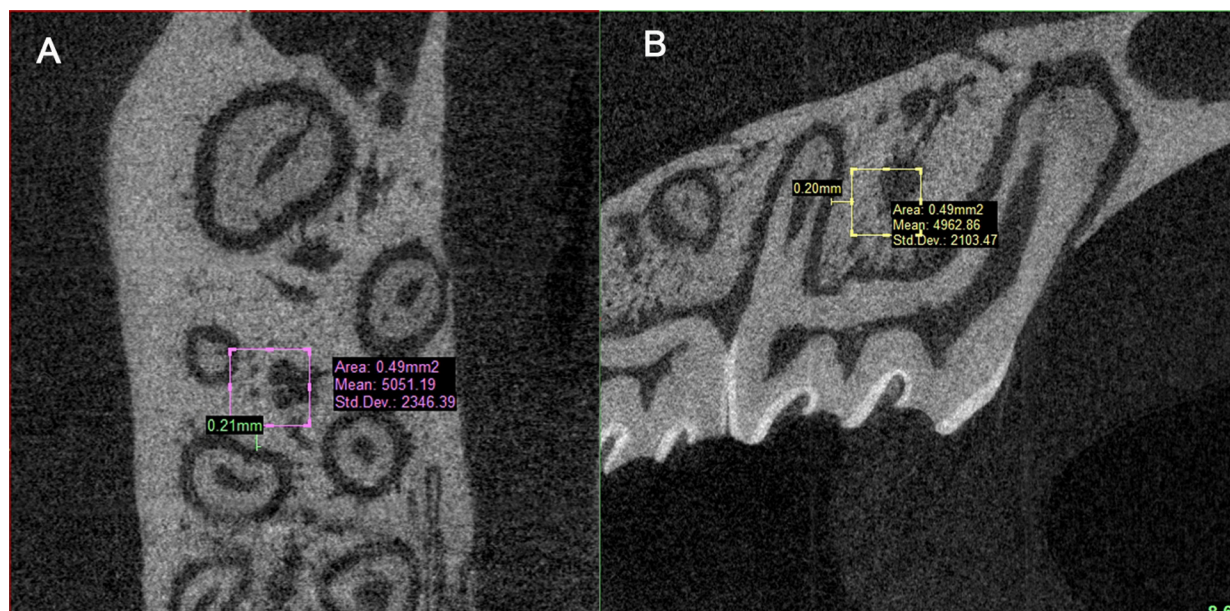 A
Area: 0.49mm2
Mean: 5051.19
Std.Dev.: 2346.39
0.21mm
B
0.20mm
Area: 0.49mm2
Mean: 4962.86
Std.Dev.: 2103.47